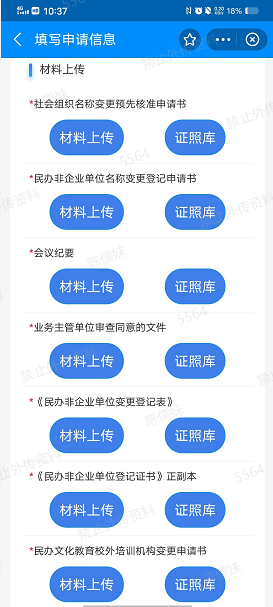 10:37
18%
填写申请信息
材料上传
*社会组织名称变更预先核准申请书
材料上传 证照库
*民办非企业单位名称变更登记申请书
材料上传 证照库
*会议纪要
材料上传 证照库
*业务主管单位审查同意的文件
材料上传 证照库
*《民办非企业单位变更登记表》
材料上传 证照库
*《民办非企业单位登记证书》正副本
材料上传 证照库
*民办文化教育校外培训机构变更申请书
材料上传 证照库